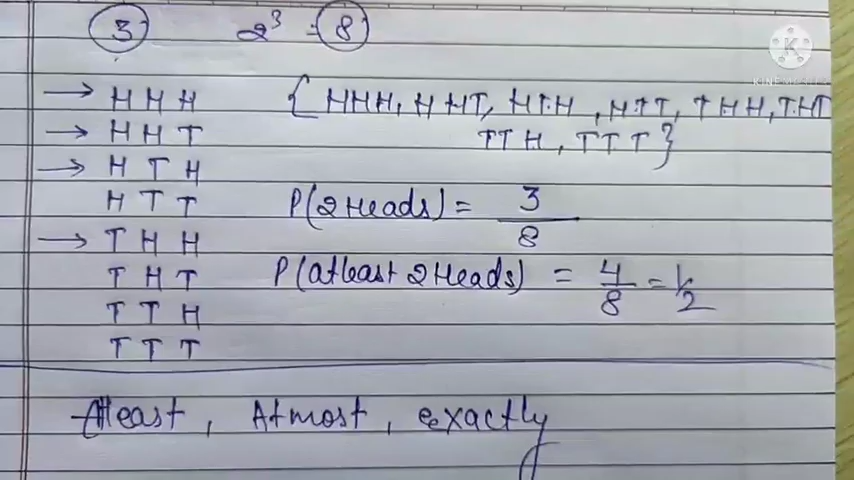 3 2³ = 8
K
KINEMASTER
→ H H H { HHH, HHT, HTH, HTT, THH, THT
→ H H T TTH, TTT }
→ H T H
H T T P(2 Heads) = 3/8
→ T H H
T H T P(atleast 2 Heads) = 4/8 = 1/2
T T H
T T T
Atleast, Atmost, exactly